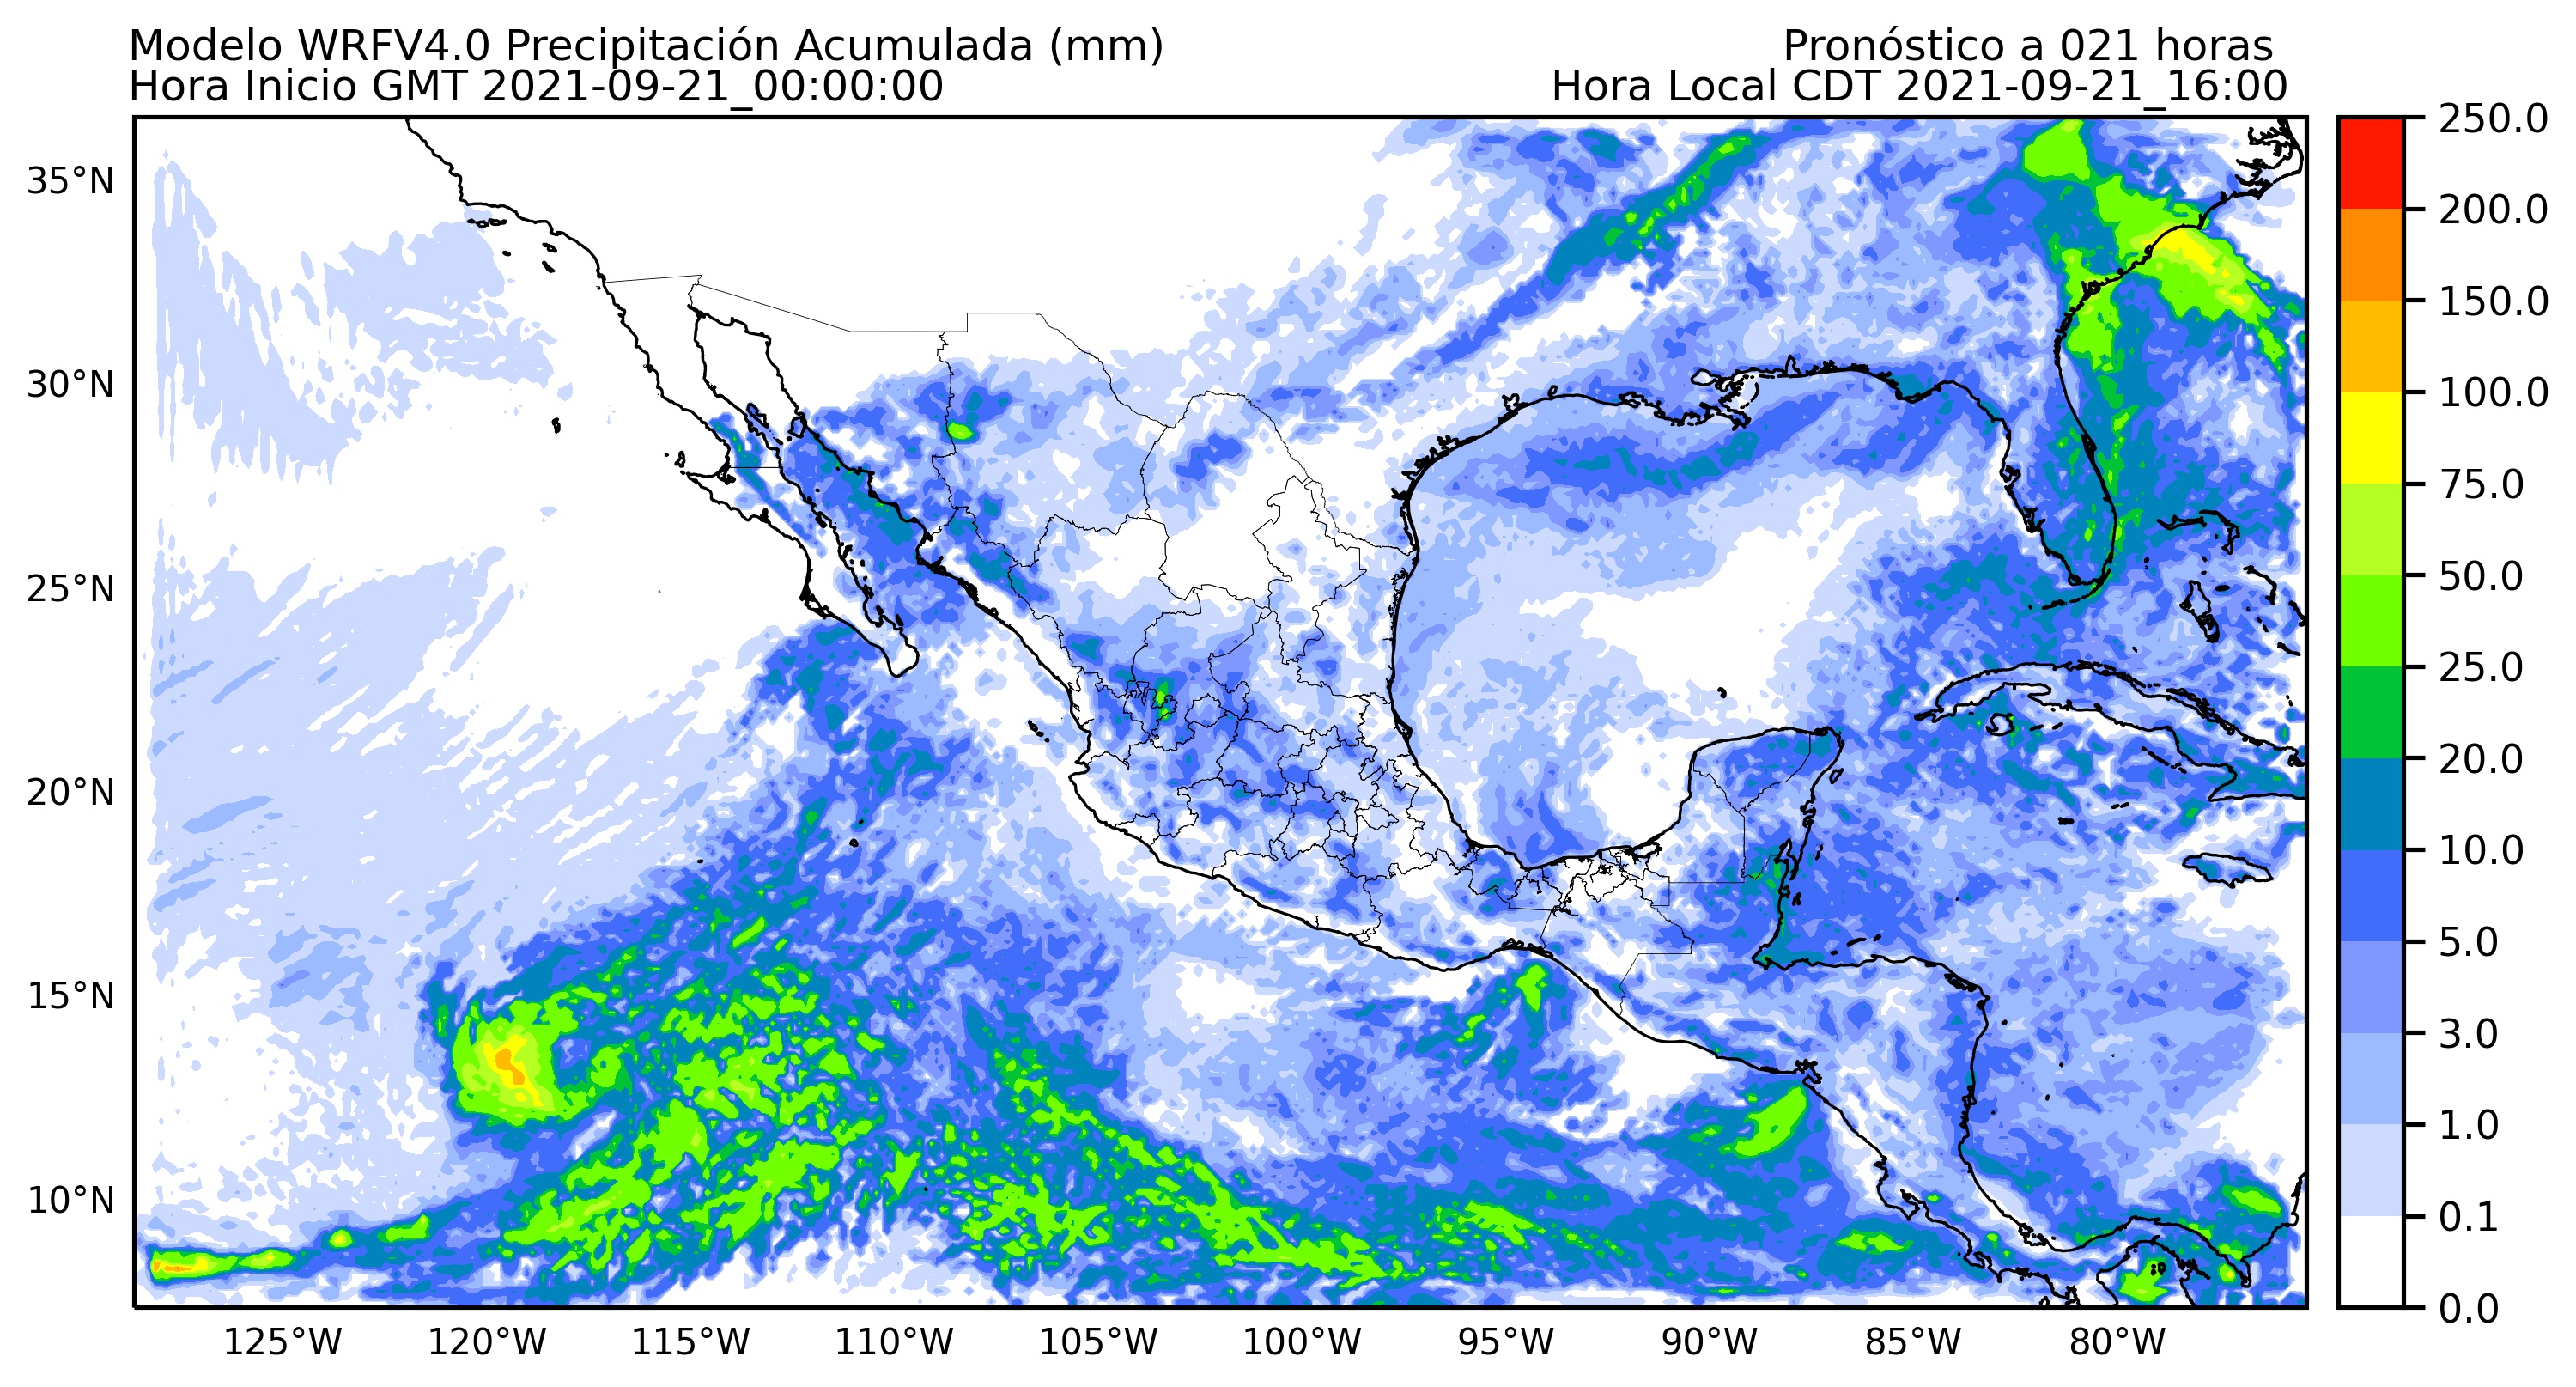 Modelo WRFV4.0 Precipitación Acumulada (mm)
Pronóstico a 021 horas
Hora Inicio GMT 2021-09-21_00:00:00
Hora Local CDT 2021-09-21_16:00
35°N
30°N
25°N
20°N
15°N
10°N
125°W
120°W
115°W
110°W
105°W
100°W
95°W
90°W
85°W
80°W
250.0
200.0
150.0
100.0
75.0
50.0
25.0
20.0
10.0
5.0
3.0
1.0
0.1
0.0